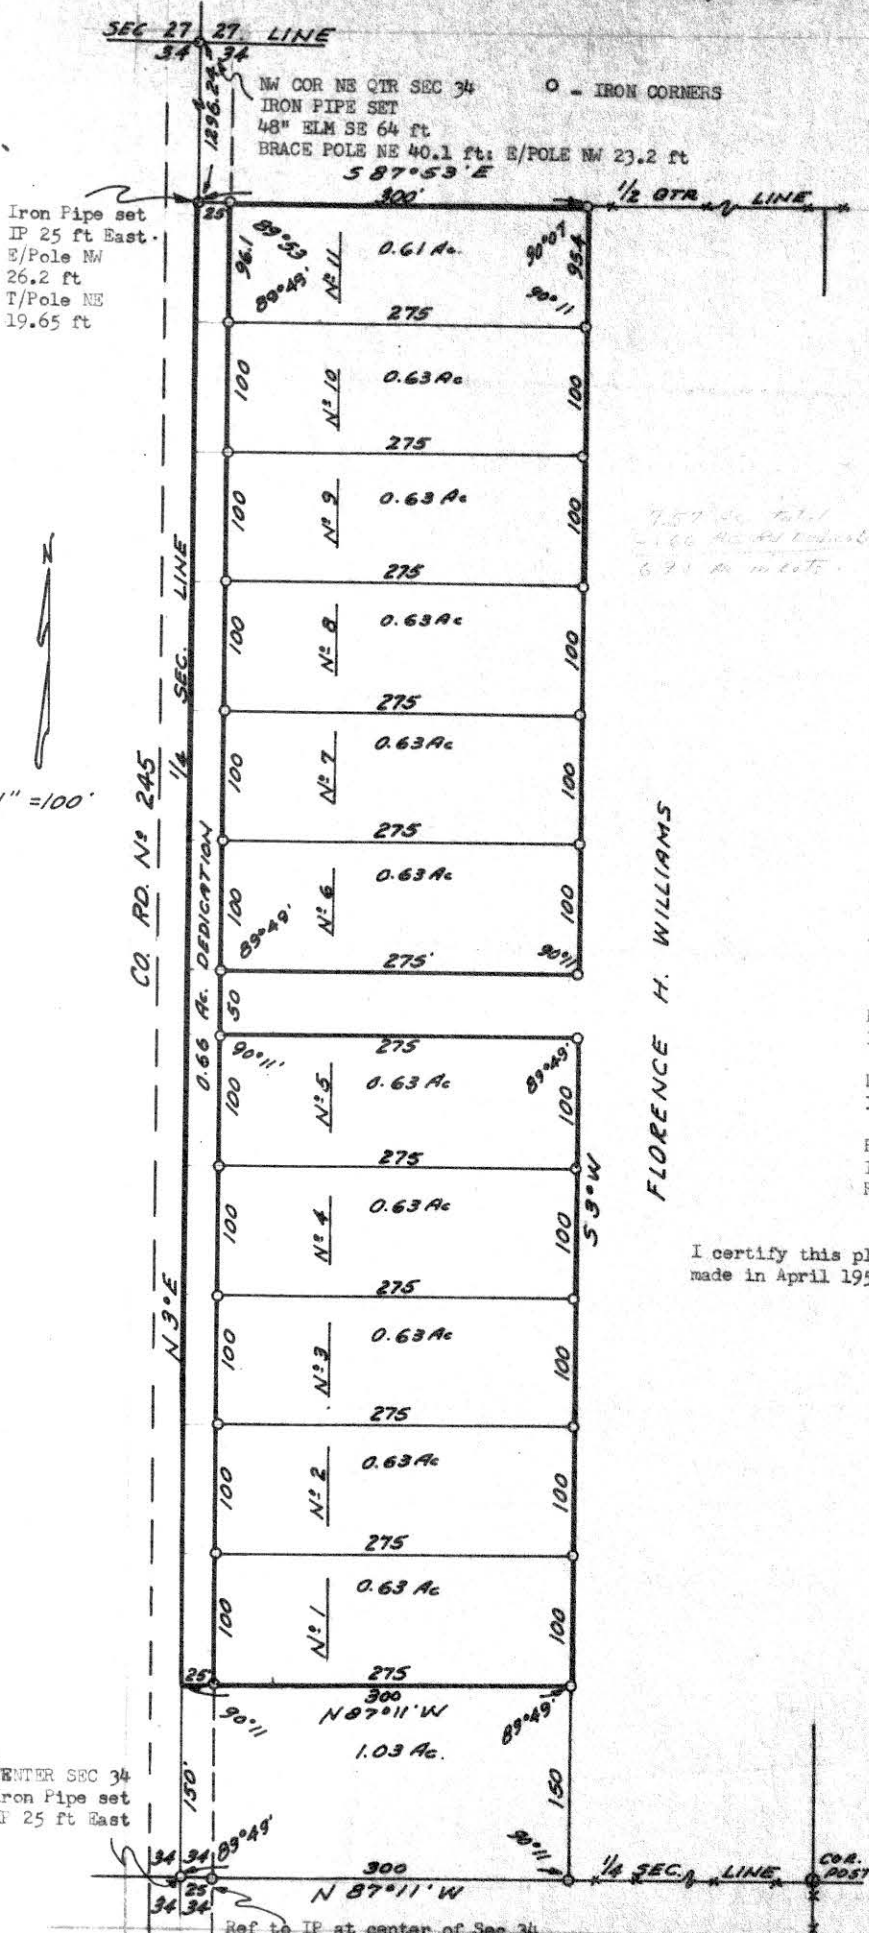 SEC 27 27 LINE
34 34
1296.24
NW COR NE QTR SEC 34
IRON PIPE SET
48" ELM SE 64 ft
BRACE POLE NE 40.1 ft: E/POLE NW 23.2 ft
O - IRON CORNERS
S 87°53'E
300'
1/2 QTR LINE
Iron Pipe set
IP 25 ft East.
E/Pole NW
26.2 ft
T/Pole NE
19.65 ft
25
89°53
96.1
89°49'
Nº 11
0.61 Ac.
90°07
95.4
90°11
275
100
Nº 10
0.63 Ac
100
275
100
Nº 9
0.63 Ac
100
275
100
Nº 8
0.63 Ac
100
275
100
Nº 7
0.63 Ac
100
275
100
Nº 6
0.63 Ac
100
89°49'
275'
90°11
50
275
90°11'
89°49'
100
Nº 5
0.63 Ac
100
275
100
Nº 4
0.63 Ac
100
275
100
Nº 3
0.63 Ac
100
275
100
Nº 2
0.63 Ac
100
275
100
Nº 1
0.63 Ac
100
25
275
300
N 87°11'W
90°11
89°49'
1.03 Ac.
150'
150
N
1" = 100'
CO. RD. Nº 245
1/4 SEC. LINE
0.66 Ac. DEDICATION
N 3°E
S 3°W
FLORENCE H. WILLIAMS
7.57 Ac Total
I certify this pl
made in April 195
ENTER SEC 34
ron Pipe set
P 25 ft East
34 34
34 34
25
89°49'
300
90°11
N 87°11'W
1/4 SEC. LINE
COR.
POST
Ref to IP at center of Sec 34